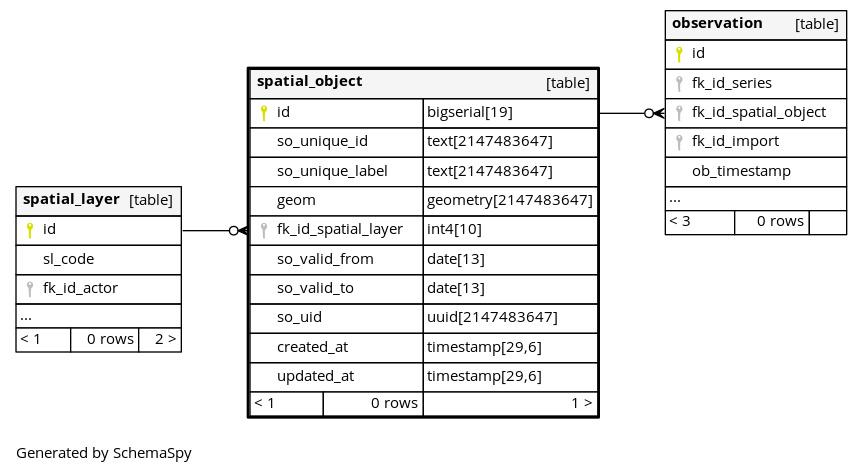 observation [table]
id
fk_id_series
fk_id_spatial_object
fk_id_import
ob_timestamp
...
< 3 0 rows
spatial_object [table]
id bigserial[19]
so_unique_id text[2147483647]
so_unique_label text[2147483647]
geom geometry[2147483647]
fk_id_spatial_layer int4[10]
so_valid_from date[13]
so_valid_to date[13]
so_uid uuid[2147483647]
created_at timestamp[29,6]
updated_at timestamp[29,6]
< 1 0 rows 1 >
spatial_layer [table]
id
sl_code
fk_id_actor
...
< 1 0 rows 2 >
Generated by SchemaSpy